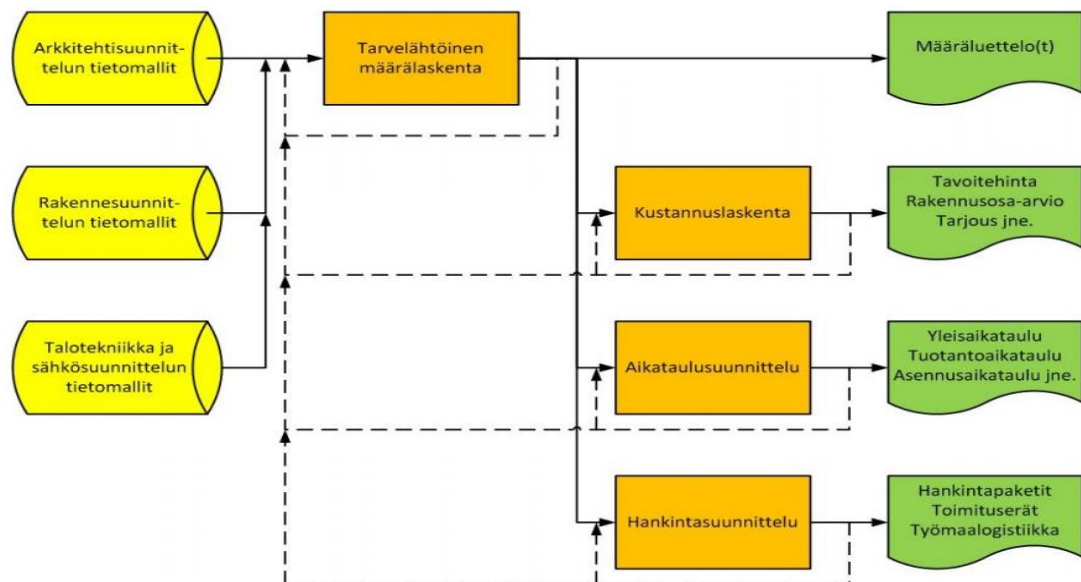 Arkkitehtisuunnit-
telun tietomallit
Tarvelähtöinen
määrälaskenta
Määräluettelo(t)
Rakennesuunnit-
telun tietomallit
Kustannuslaskenta
Tavoitehinta
Rakennusosa-arvio
Tarjous jne.
Talotekniikka ja
sähkösuunnittelun
tietomallit
Aikataulusuunnittelu
Yleisaikataulu
Tuotantoaikataulu
Asennusaikataulu jne.
Hankintasuunnittelu
Hankintapaketit
Toimituserät
Työmaalogistiikka